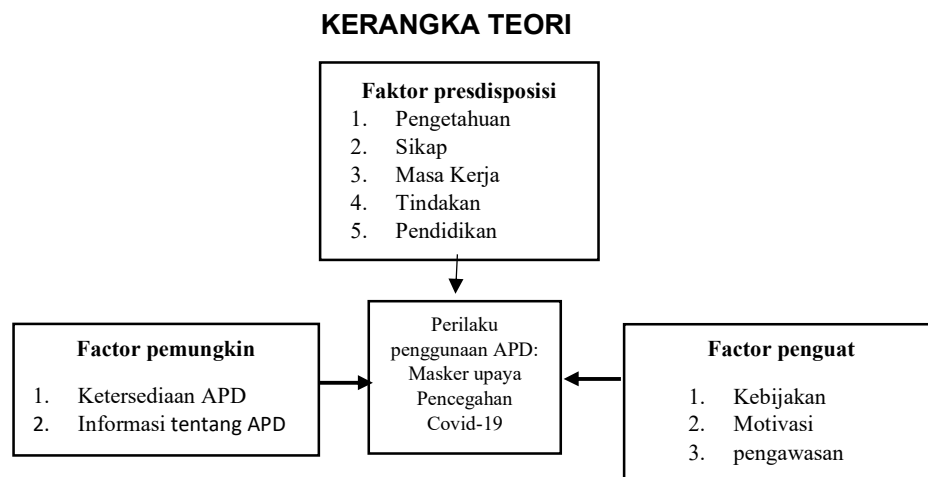 KERANGKA TEORI
Faktor presdisposisi
1. Pengetahuan
2. Sikap
3. Masa Kerja
4. Tindakan
5. Pendidikan
Factor pemungkin
1. Ketersediaan APD
2. Informasi tentang APD
Perilaku
penggunaan APD:
Masker upaya
Pencegahan
Covid-19
Factor penguat
1. Kebijakan
2. Motivasi
3. pengawasan